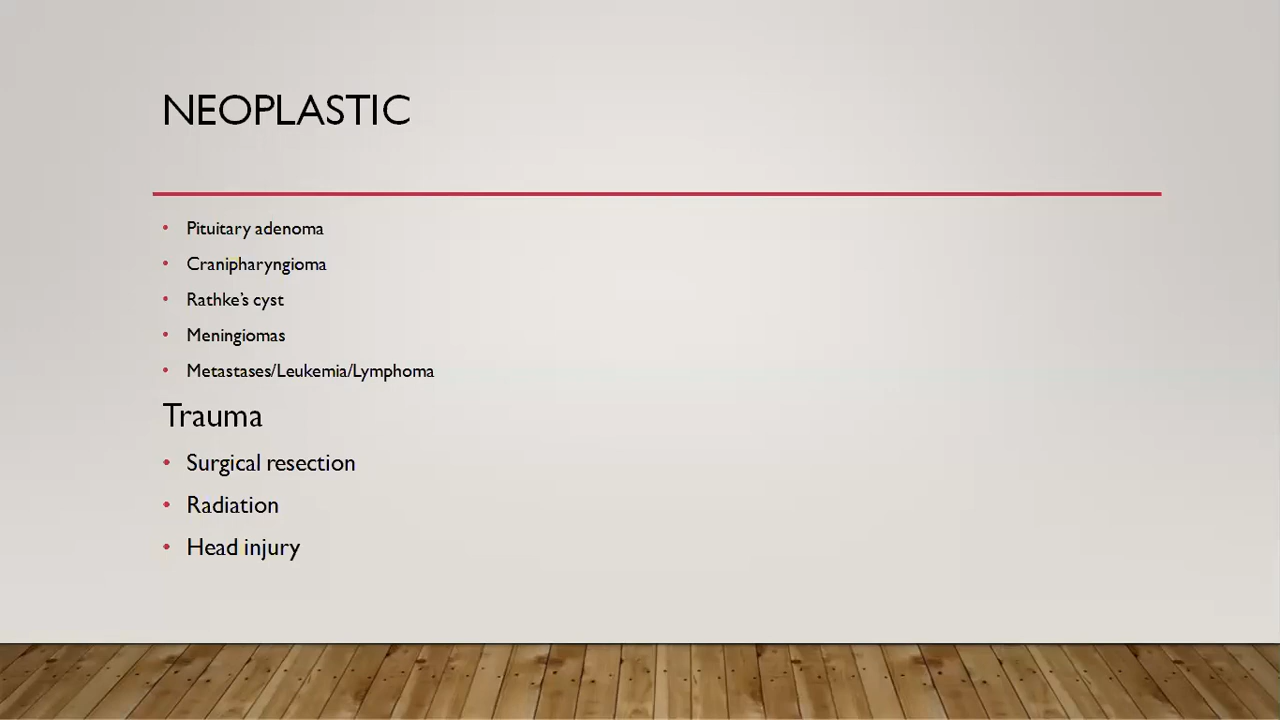 NEOPLASTIC
• Pituitary adenoma
• Cranipharyngioma
• Rathke’s cyst
• Meningiomas
• Metastases/Leukemia/Lymphoma
Trauma
• Surgical resection
• Radiation
• Head injury